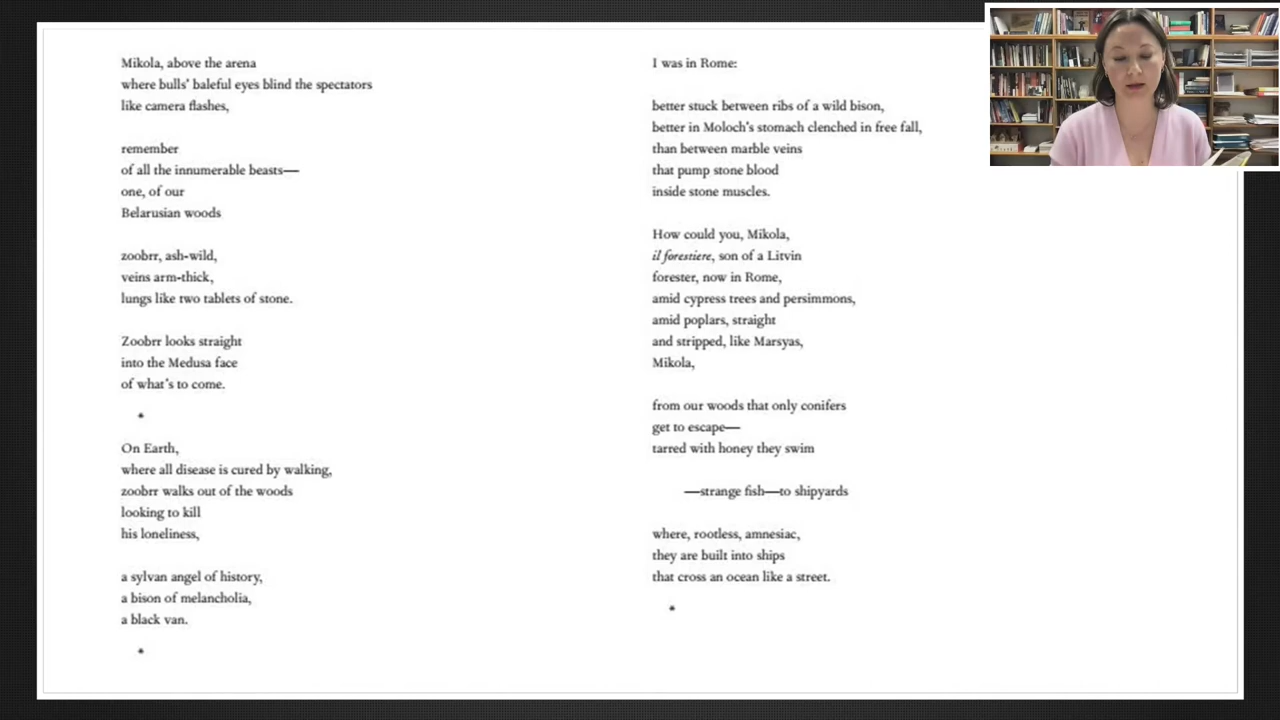 Mikola, above the arena
where bulls' baleful eyes blind the spectators
like camera flashes,
remember
of all the innumerable beasts—
one, of our
Belarusian woods
zoobrr, ash-wild,
veins arm-thick,
lungs like two tablets of stone.
Zoobrr looks straight
into the Medusa face
of what's to come.
*
On Earth,
where all disease is cured by walking,
zoobrr walks out of the woods
looking to kill
his loneliness,
a sylvan angel of history,
a bison of melancholia,
a black van.
*
I was in Rome:
better stuck between ribs of a wild bison,
better in Moloch's stomach clenched in free fall,
than between marble veins
that pump stone blood
inside stone muscles.
How could you, Mikola,
il forestiere, son of a Litvin
forester, now in Rome,
amid cypress trees and persimmons,
amid poplars, straight
and stripped, like Marsyas,
Mikola,
from our woods that only conifers
get to escape—
tarred with honey they swim
—strange fish—to shipyards
where, rootless, amnesiac,
they are built into ships
that cross an ocean like a street.
*